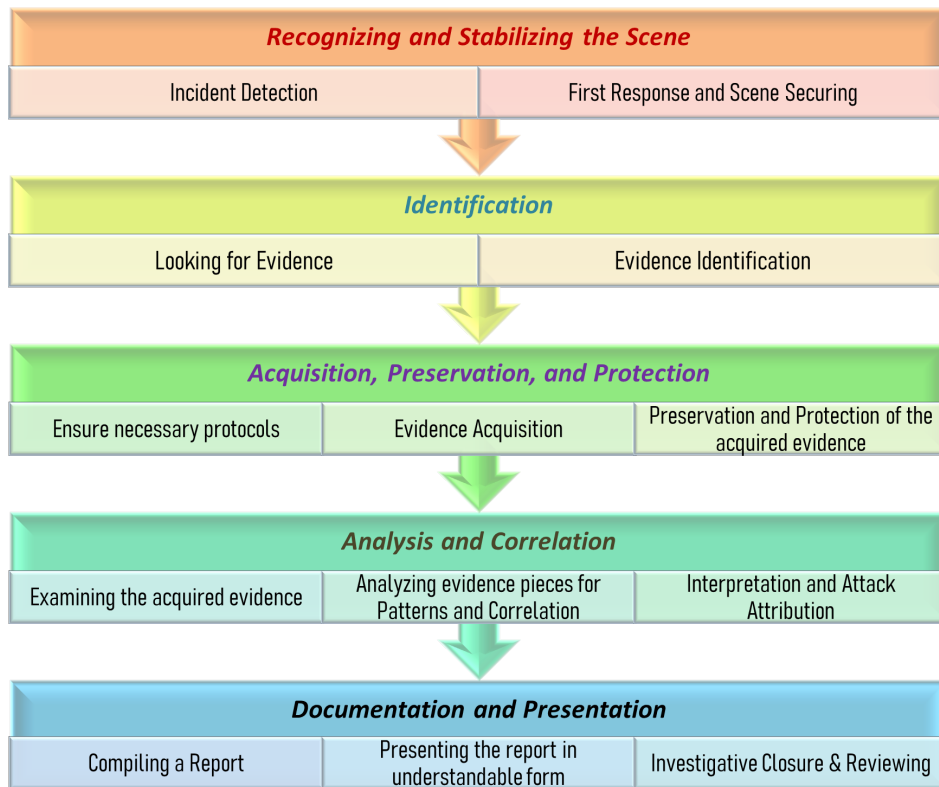 Recognizing and Stabilizing the Scene
Incident Detection
First Response and Scene Securing
Identification
Looking for Evidence
Evidence Identification
Acquisition, Preservation, and Protection
Ensure necessary protocols
Evidence Acquisition
Preservation and Protection of the
acquired evidence
Analysis and Correlation
Examining the acquired evidence
Analyzing evidence pieces for
Patterns and Correlation
Interpretation and Attack
Attribution
Documentation and Presentation
Compiling a Report
Presenting the report in
understandable form
Investigative Closure & Reviewing